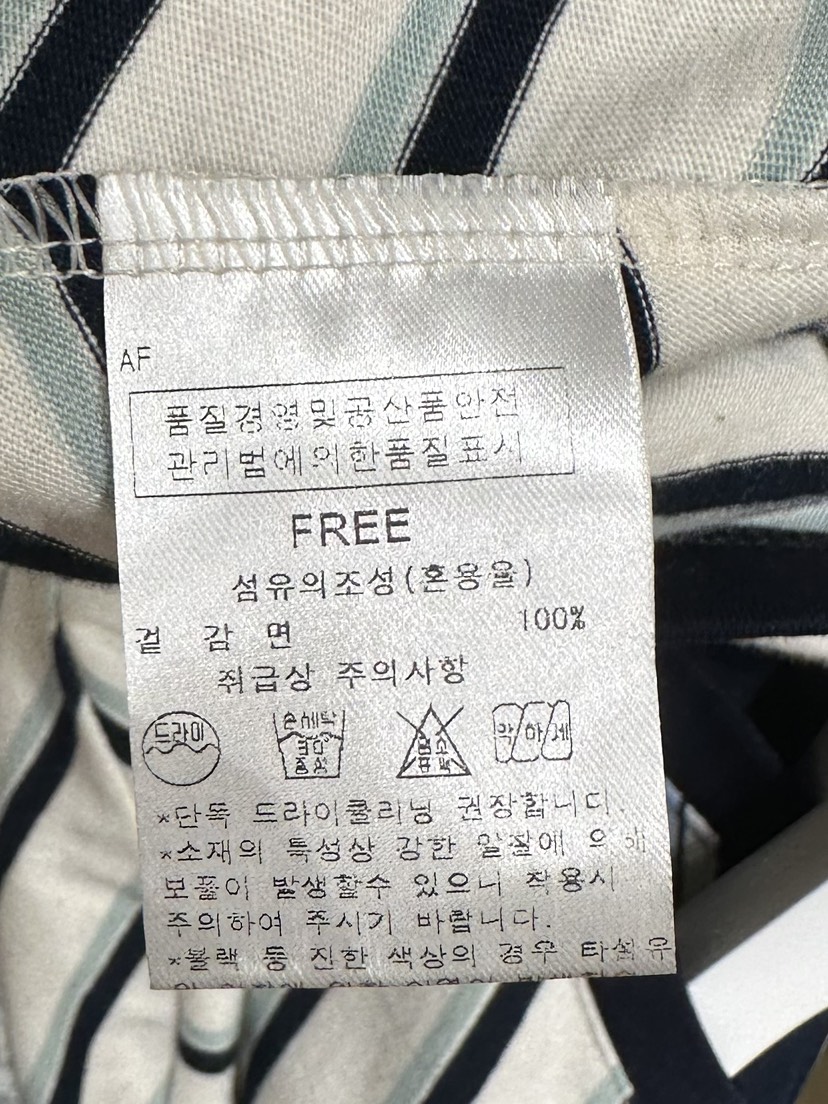 AF
품질경영및공산품안전
관리법에의한품질표시
FREE
섬유의조성(혼용율)
겉 감 면 100%
취급상 주의사항
드라이
손세탁
30°
중성
염소
표백
약하게
*단독 드라이클리닝 권장합니다.
*소재의 특성상 강한 알찰에 의해
보풀이 발생할수 있으니 착용시
주의하여 주시기 바랍니다.
*블랙 등 진한 색상의 경우 타섬유